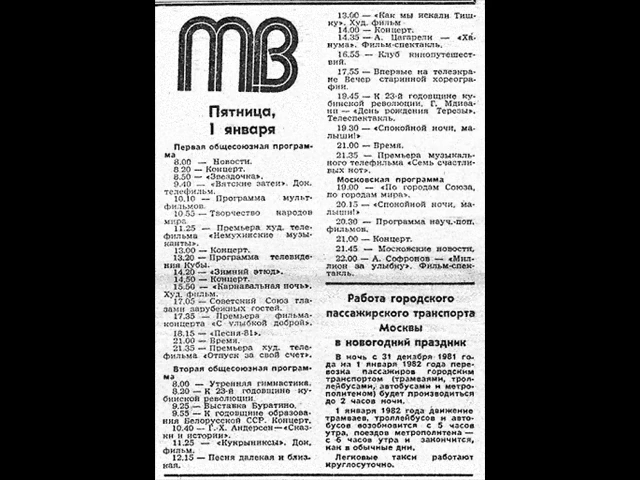 ТВ
Пятница,
1 января
Первая общесоюзная програм-
ма
8.00 — Новости.
8.20 — Концерт.
8.50 — «Звездочка».
9.40 — «Вятские затеи». Док.
телефильм.
10.10 — Программа мульт-
фильмов.
10.55 — Творчество народов
мира
11.25 — Премьера худ. теле-
фильма «Немухинские музы-
канты».
13.00 — Концерт.
13.20 — Программа телевиде-
ния Кубы.
14.20 — «Зимний этюд».
14.50 — Концерт.
15.50 — «Карнавальная ночь».
Худ. фильм.
17.05 — Советский Союз гла-
зами зарубежных гостей.
17.35 — Премьера фильма-
концерта «С улыбкой доброй».
18.15 — «Песня-81».
21.00 — Время.
21.35 — Премьера худ. теле-
фильма «Отпуск за свой счет».
Вторая общесоюзная программа
8.00 — Утренняя гимнастика.
8.20 — К 23-й годовщине ку-
бинской революции.
9.25 — Выставка Буратино.
9.55 — К годовщине образова-
ния Белорусской ССР. Концерт.
10.40 — Г.-Х. Андерсен—«Сказ-
ки и истории».
11.25 — «Кукрыниксы». Док.
фильм.
12.15 — Песня далекая и близ-
кая.
13.00 — «Как мы искали Тиш-
ку». Худ. фильм
14.00 — Концерт.
14.35 — А. Цагарели — «Ха-
нума». Фильм-спектакль.
16.55 — Клуб кинопутешест-
вий.
17.55 — Впервые на телеэкра-
не Вечер старинной хореогра-
фии.
19.45 — К 23-й годовщине ку-
бинской революции. Г. Мдива-
ни — «День рождения Терезы».
Телеспектакль.
19.30 — «Спокойной ночи, ма-
лыши!»
21.00 — Время.
21.35 — Премьера музыкаль-
ного телефильма «Семь счастли-
вых нот».
Московская программа
19.00 — «По городам Союза,
по городам мира».
20.15 — «Спокойной ночи, ма-
лыши!»
20.30 — Программа науч.-поп.
фильмов.
21.00 — Концерт.
21.45 — Московские новости.
22.00 — А. Софронов — «Мил-
лион за улыбку». Фильм-спек-
такль.
Работа городского
пассажирского транспорта
Москвы
в новогодний праздник
В ночь с 31 декабря 1981 го-
да на 1 января 1982 года пере-
возка пассажиров городским
транспортом (трамваями, трол-
лейбусами, автобусами и метро-
политеном) будет производиться
до 2 часов ночи.
1 января 1982 года движение
трамваев, троллейбусов и авто-
бусов возобновится с 5 часов
утра, поездов метрополитена —
с 6 часов утра и закончится,
как в обычные дни.
Легковые такси работают
круглосуточно.